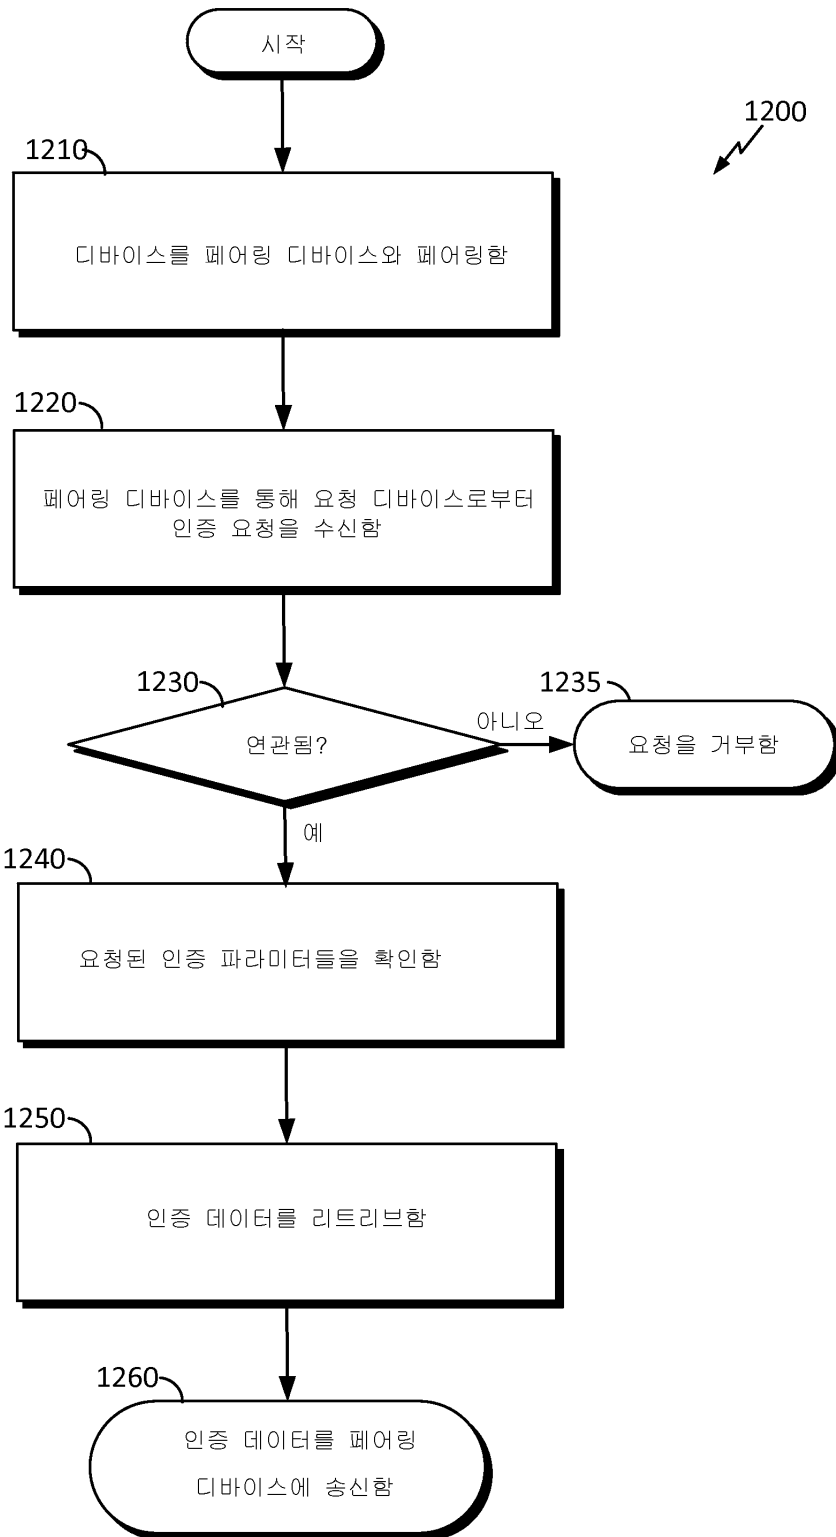 시작
1200
1210
디바이스를 페어링 디바이스와 페어링함
1220
페어링 디바이스를 통해 요청 디바이스로부터
인증 요청을 수신함
1230
연관됨?
아니오
1235
요청을 거부함
예
1240
요청된 인증 파라미터들을 확인함
1250
인증 데이터를 리트리브함
1260
인증 데이터를 페어링
디바이스에 송신함